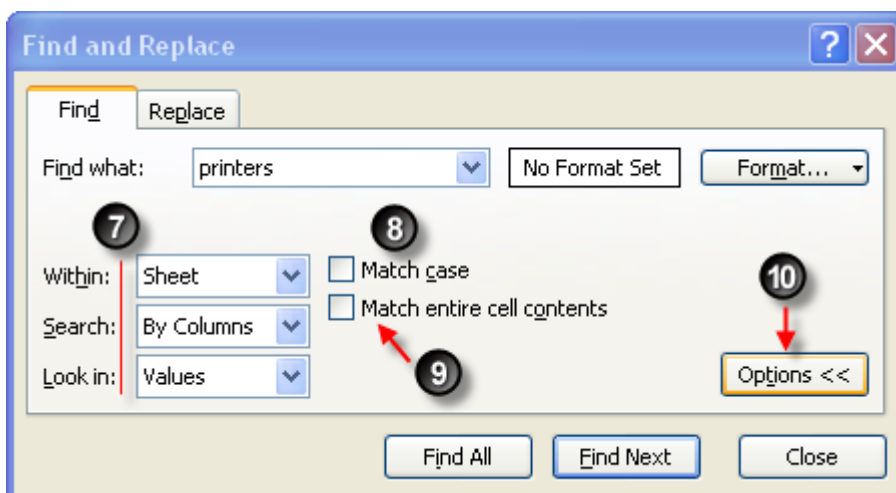 Find and Replace
Find Replace
Find what: printers No Format Set Format...
7 8
Within: Sheet Match case 10
Search: By Columns Match entire cell contents
Look in: Values 9 Options <<
Find All Find Next Close